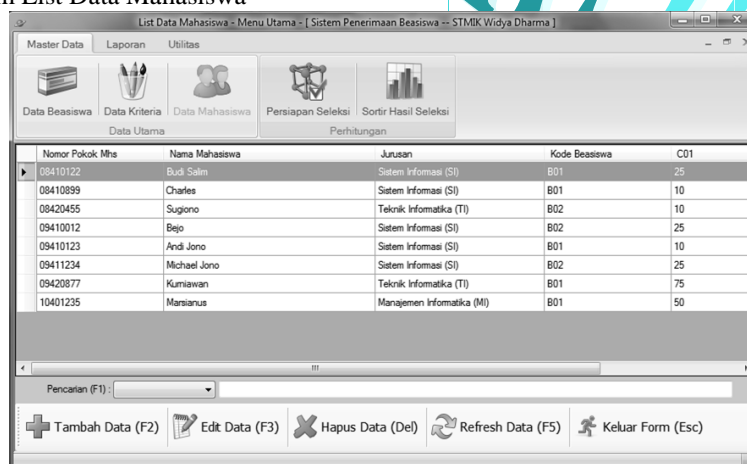 n List Data Mahasiswa
List Data Mahasiswa - Menu Utama - [ Sistem Penerimaan Beasiswa -- STMIK Widya Dharma ]
Master Data Laporan Utilitas
Data Beasiswa Data Kriteria Data Mahasiswa Persiapan Seleksi Sortir Hasil Seleksi
Data Utama Perhitungan
Nomor Pokok Mhs Nama Mahasiswa Jurusan Kode Beasiswa C01
08410122 Budi Salim Sistem Informasi (SI) B01 25
08410899 Charles Sistem Informasi (SI) B01 10
08420455 Sugiono Teknik Informatika (TI) B02 10
09410012 Bejo Sistem Informasi (SI) B02 25
09410123 Andi Jono Sistem Informasi (SI) B01 10
09411234 Michael Jono Sistem Informasi (SI) B02 25
09420877 Kurniawan Teknik Informatika (TI) B01 75
10401235 Marsianus Manajemen Informatika (MI) B01 50
Pencarian (F1) :
Tambah Data (F2) Edit Data (F3) Hapus Data (Del) Refresh Data (F5) Keluar Form (Esc)